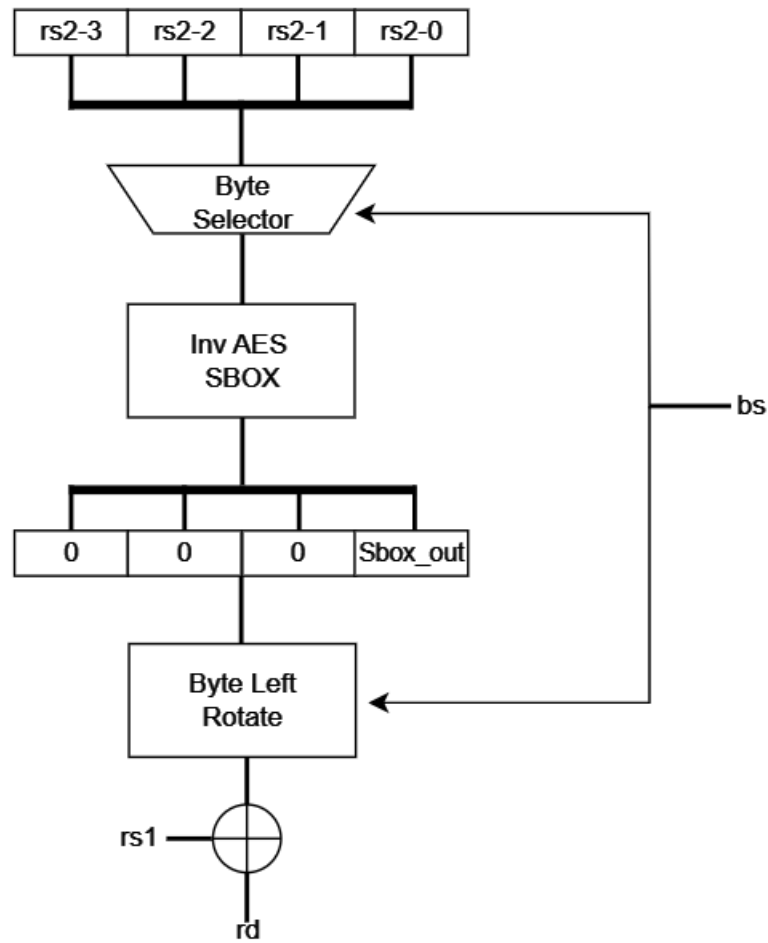 rs2-3 rs2-2 rs2-1 rs2-0
Byte
Selector
Inv AES
SBOX
bs
0 0 0 Sbox_out
Byte Left
Rotate
rs1
rd